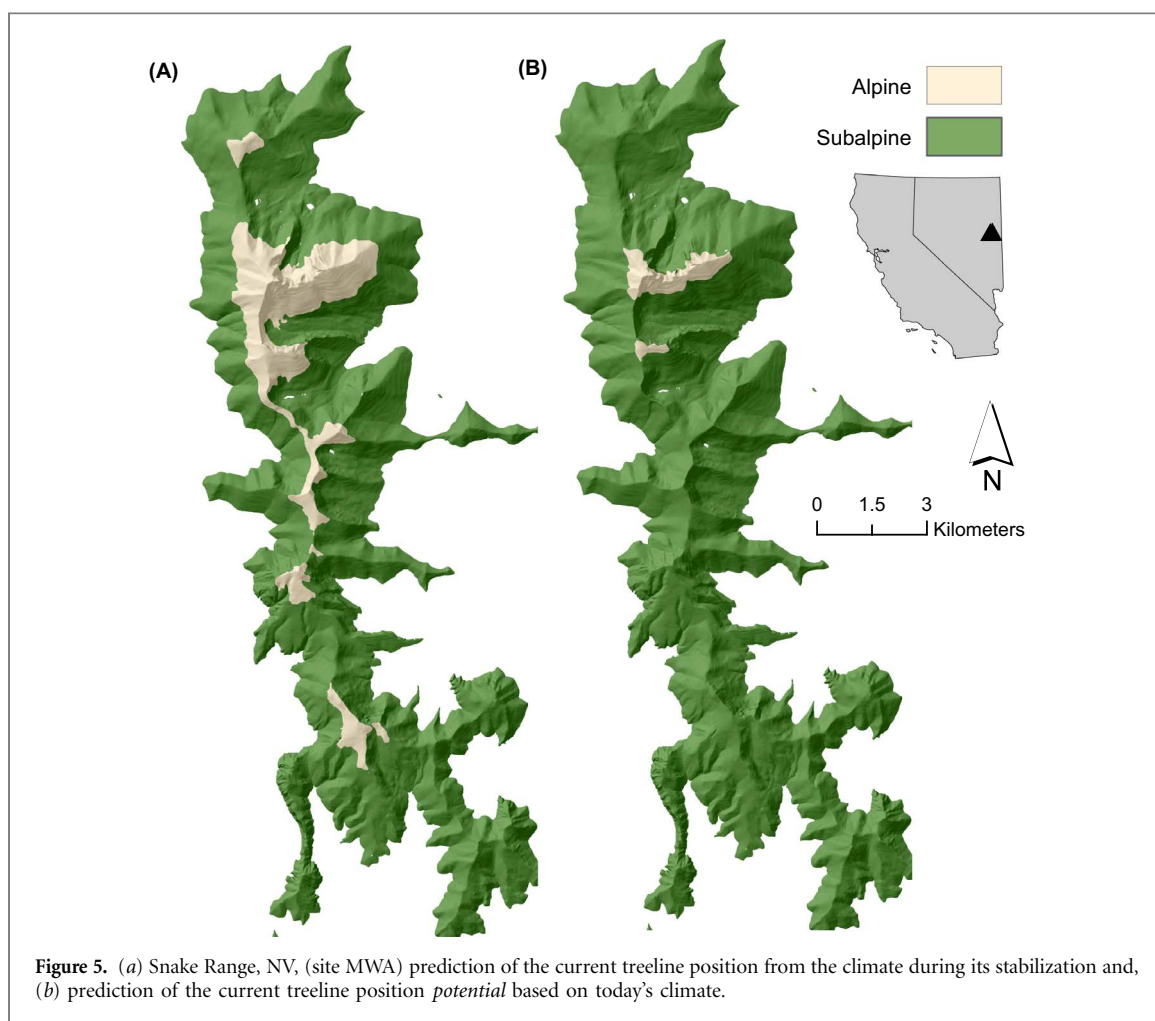 (A)
(B)
Alpine
Subalpine
N
0 1.5 3
Kilometers
Figure 5. (a) Snake Range, NV, (site MWA) prediction of the current treeline position from the climate during its stabilization and,
(b) prediction of the current treeline position potential based on today's climate.